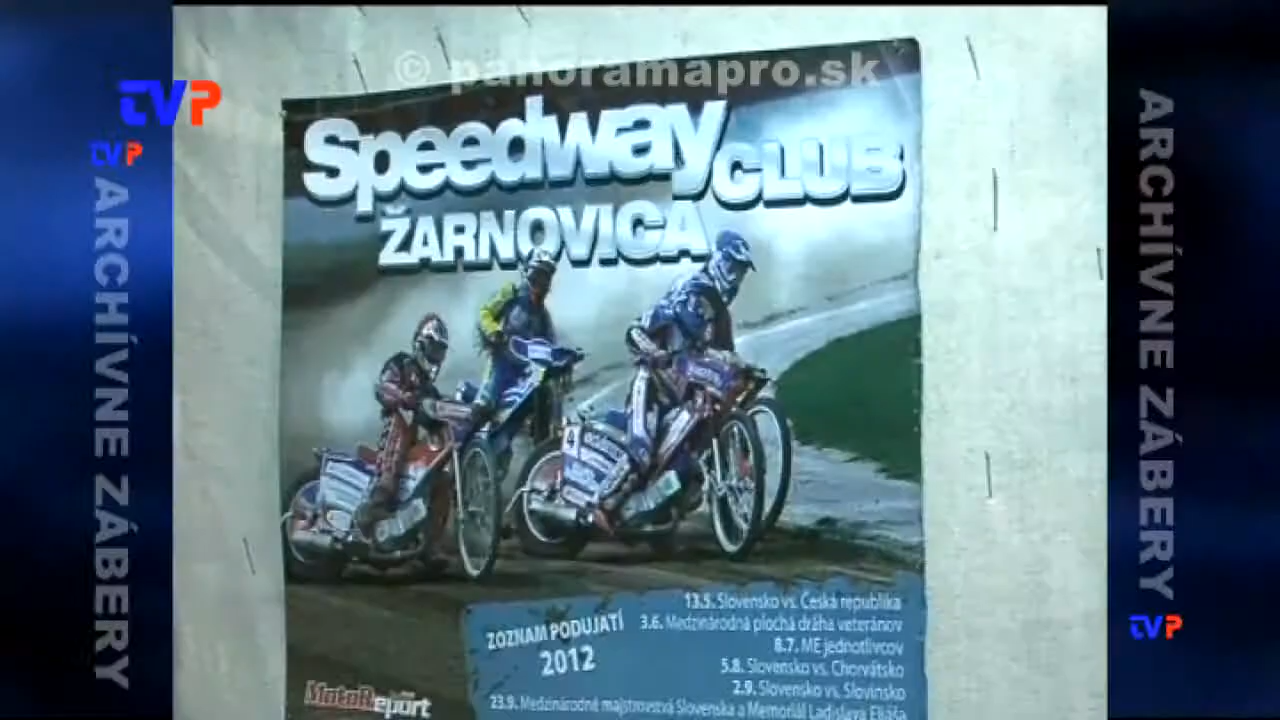 © panoramapro.sk
TVP
TVP
ARCHÍVNE ZÁBERY
Speedway CLUB
ŽARNOVICA
4
ZOZNAM PODUJATÍ
2012
13.5. Slovensko vs. Česká republika
3.6. Medzinárodná plochá dráha veteránov
8.7. ME jednotlivcov
5.8. Slovensko vs. Chorvátsko
2.9. Slovensko vs. Slovinsko
23.9. Medzinárodné majstrovstvá Slovenska a Memoriál Ladislava Eliáša
MotoReport
ARCHÍVNE ZÁBERY
TVP